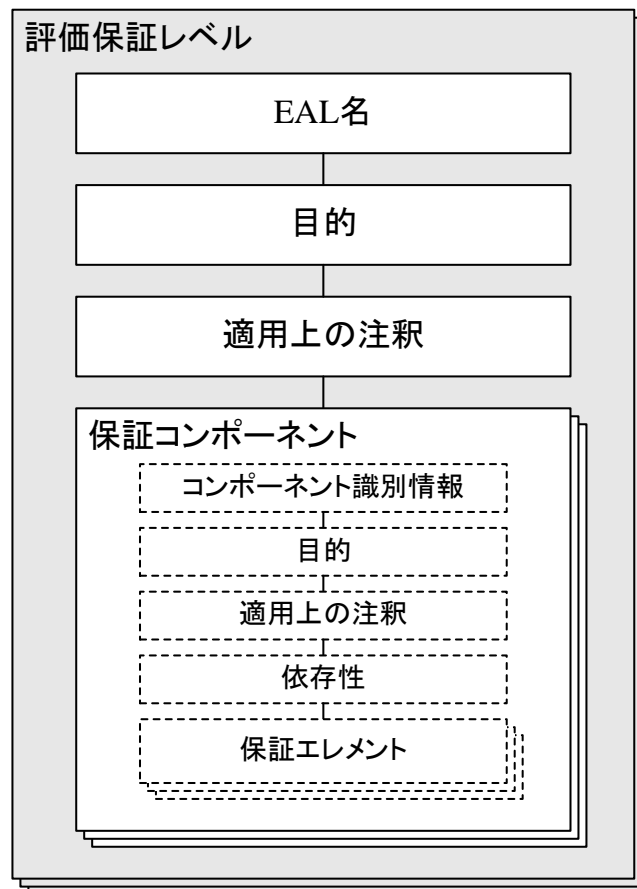 評価保証レベル
EAL名
目的
適用上の注釈
保証コンポーネント
コンポーネント識別情報
目的
適用上の注釈
依存性
保証エレメント